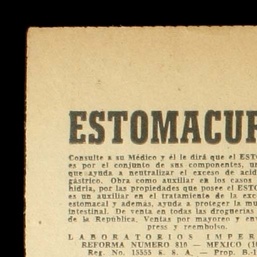 ESTOMACUR
Consulte a su Médico y él le dirá que el EST
es por el conjunto de sus componentes, un
que ayuda a neutralizar el exceso de acid
gástrico. Obra como auxiliar en los casos
hidria, por las propiedades que posee el ESTO
es un auxiliar en el tratamiento de la exc
estomacal y además, ayuda a proteger la mu
intestinal. De venta en todas las droguerías
de la República. Ventas por mayoreo y en
press y reembolso.
LABORATORIOS IMPER
REFORMA NUMERO 810 — MEXICO (10
Reg. No. 15555 S. S. A. — Prop. B-1